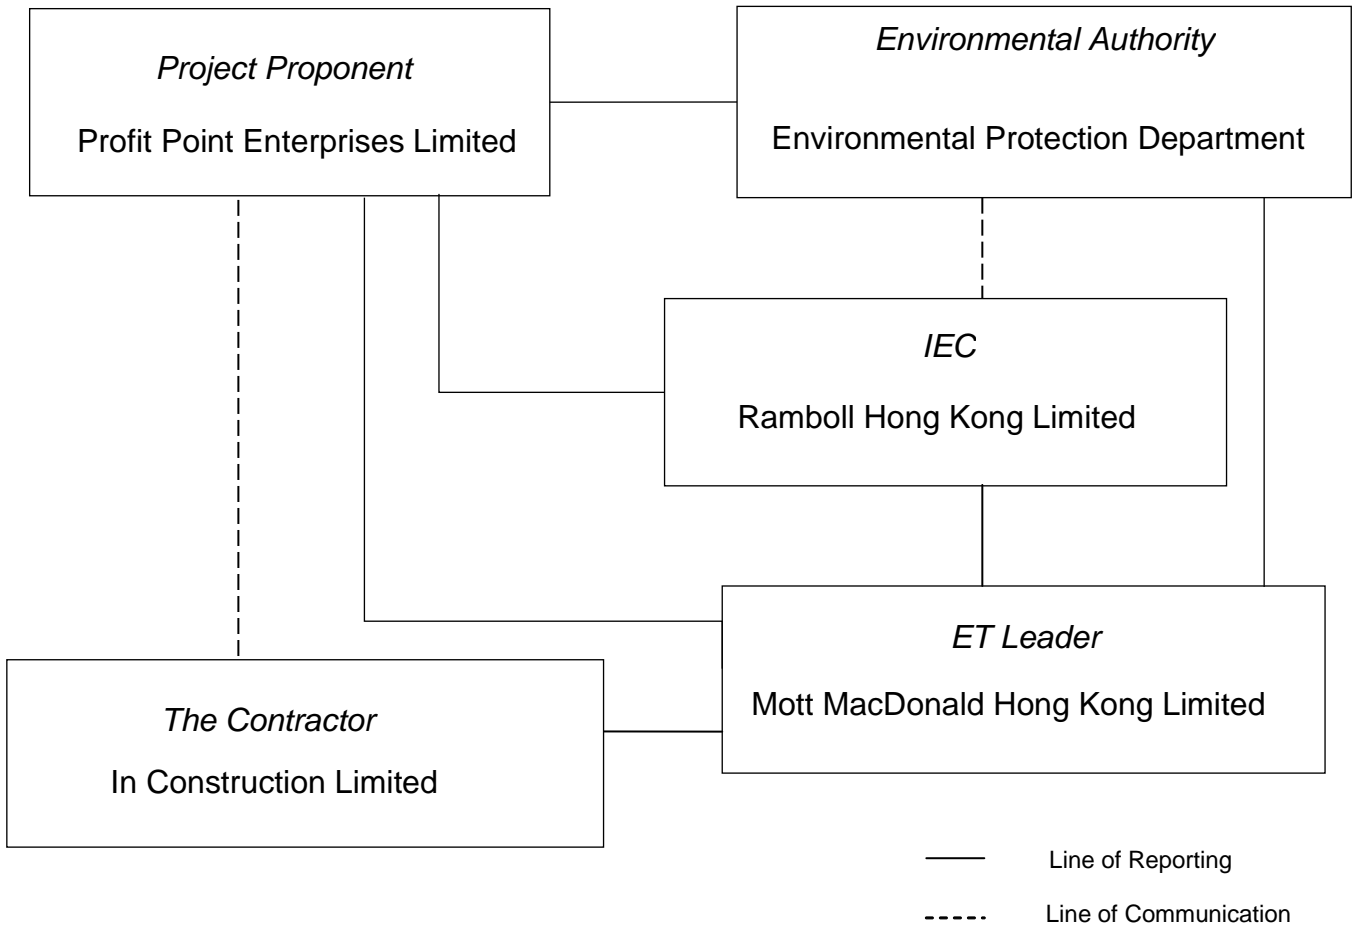 Project Proponent
Profit Point Enterprises Limited
Environmental Authority
Environmental Protection Department
IEC
Ramboll Hong Kong Limited
ET Leader
Mott MacDonald Hong Kong Limited
The Contractor
In Construction Limited
Line of Reporting
Line of Communication